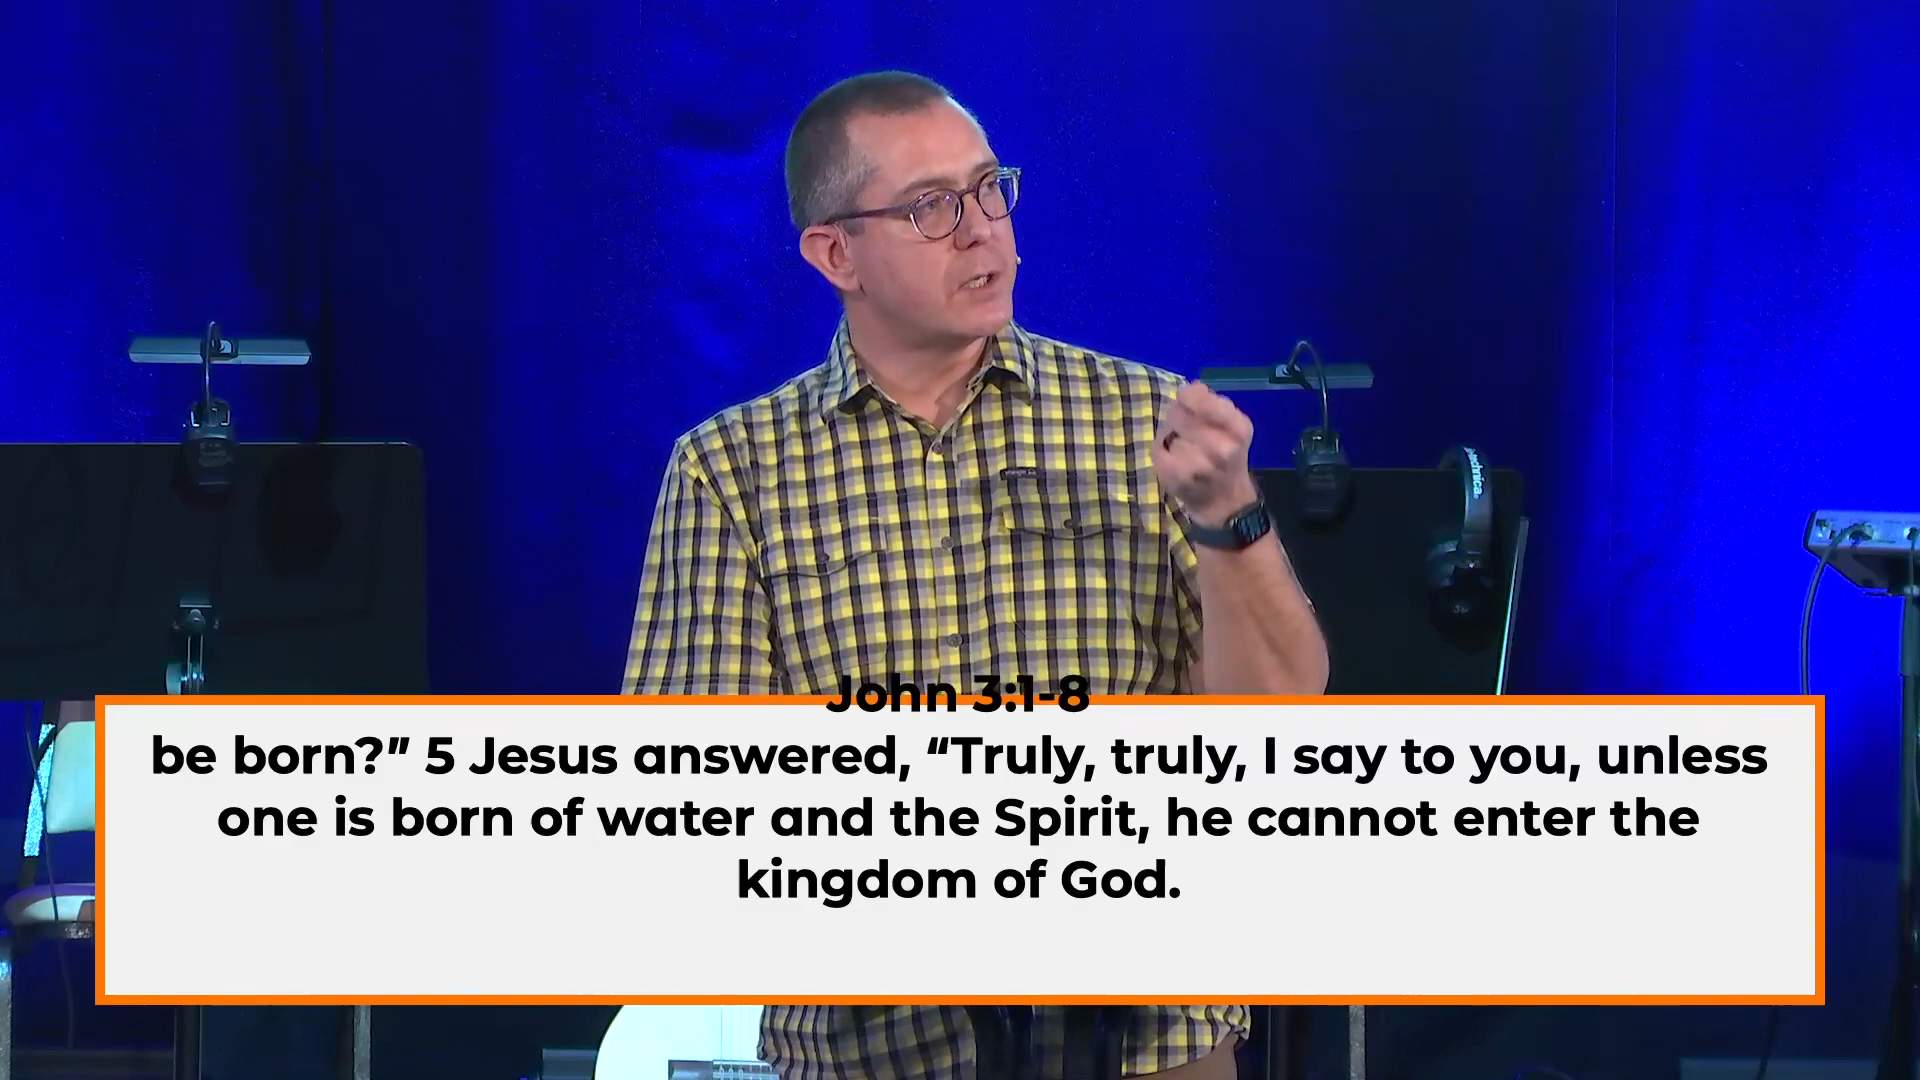 John 3:1-8
be born?” 5 Jesus answered, “Truly, truly, I say to you, unless
one is born of water and the Spirit, he cannot enter the
kingdom of God.
technica